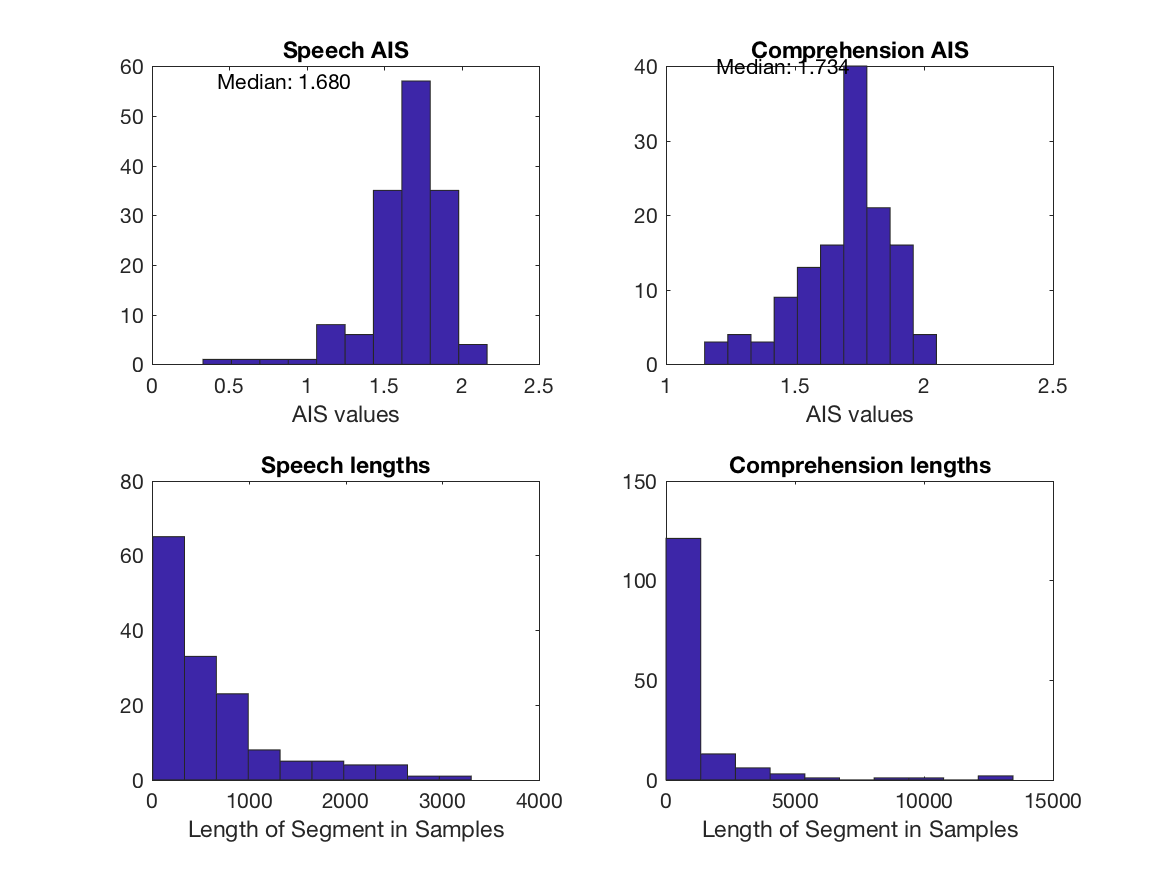 Speech AIS
Median: 1.680
60
50
40
30
20
10
0
0 0.5 1 1.5 2 2.5
AIS values
Comprehension AIS
Median: 1.734
40
30
20
10
0
1 1.5 2 2.5
AIS values
Speech lengths
80
60
40
20
0
0 1000 2000 3000 4000
Length of Segment in Samples
Comprehension lengths
150
100
50
0
0 5000 10000 15000
Length of Segment in Samples